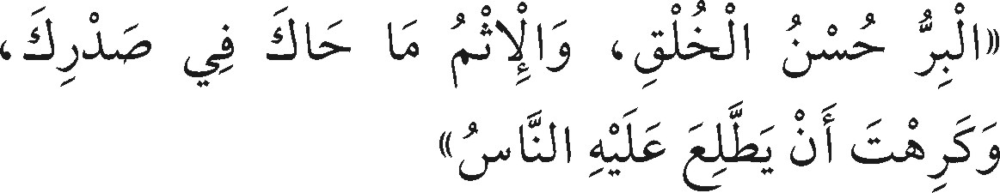 «الْبِرُّ حُسْنُ الْخُلْقِ، وَالْإِثْمُ مَا حَاكَ فِي صَدْرِكَ،
وَكَرِهْتَ أَنْ يَطَّلِعَ عَلَيْهِ النَّاسُ»